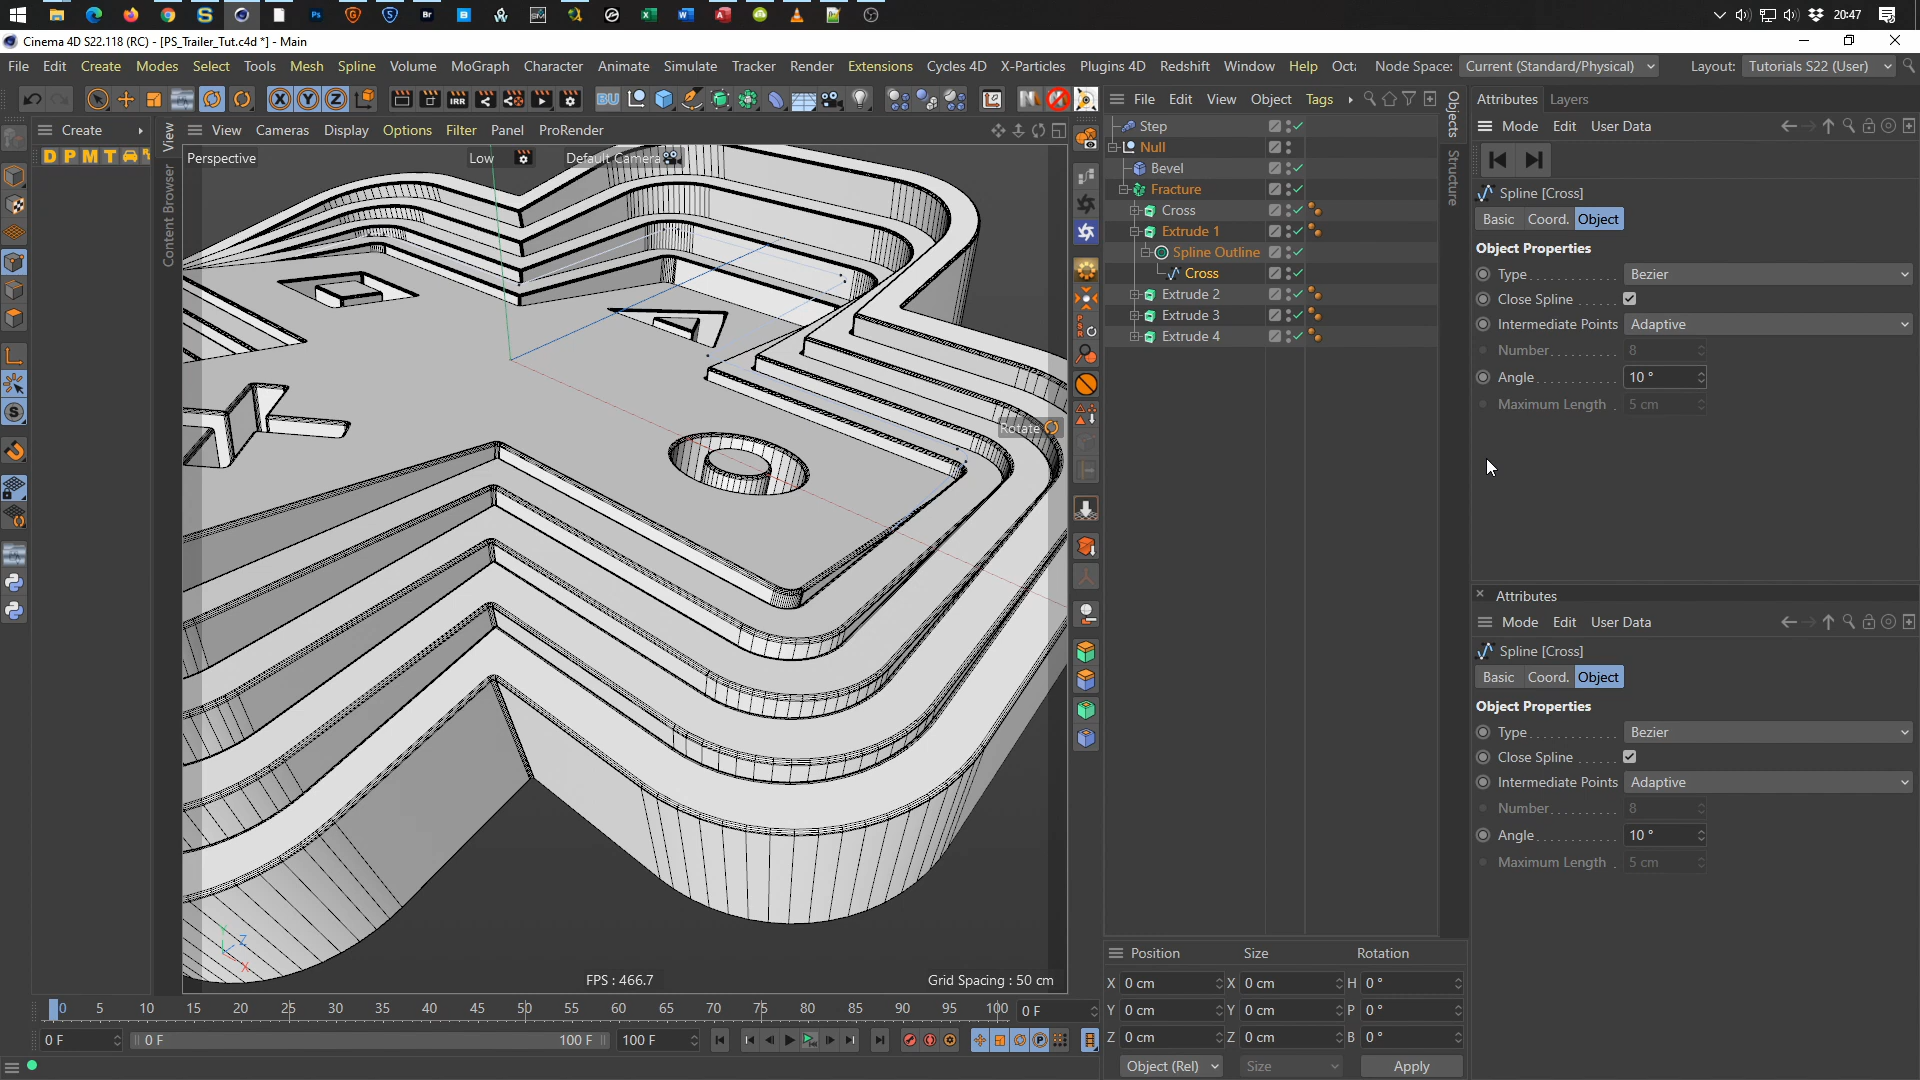 20:47
Cinema 4D S22.118 (RC) - [PS_Trailer_Tut.c4d *] - Main
File Edit Create Modes Select Tools Mesh Spline Volume MoGraph Character Animate Simulate Tracker Render Extensions Cycles 4D X-Particles Plugins 4D Redshift Window Help Octa Node Space: Current (Standard/Physical) Layout: Tutorials S22 (User)
File Edit View Object Tags
Attributes Layers
Create
View Cameras Display Options Filter Panel ProRender
Mode Edit User Data
D P M T
Perspective Low Default Camera
View
Content Browser
Objects
Structure
Step
Null
Bevel
Fracture
Cross
Extrude 1
Spline Outline
Cross
Extrude 2
Extrude 3
Extrude 4
Rotate
Y
Z
X
FPS : 466.7
Grid Spacing : 50 cm
Spline [Cross]
Basic Coord. Object
Object Properties
Type Bezier
Close Spline
Intermediate Points Adaptive
Number 8
Angle 10 °
Maximum Length 5 cm
Attributes
Mode Edit User Data
Spline [Cross]
Basic Coord. Object
Object Properties
Type Bezier
Close Spline
Intermediate Points Adaptive
Number 8
Angle 10 °
Maximum Length 5 cm
Position Size Rotation
X 0 cm X 0 cm H 0 °
Y 0 cm Y 0 cm P 0 °
Z 0 cm Z 0 cm B 0 °
Object (Rel) Size Apply
0 5 10 15 20 25 30 35 40 45 50 55 60 65 70 75 80 85 90 95 100 0 F
0 F 0 F 100 F 100 F